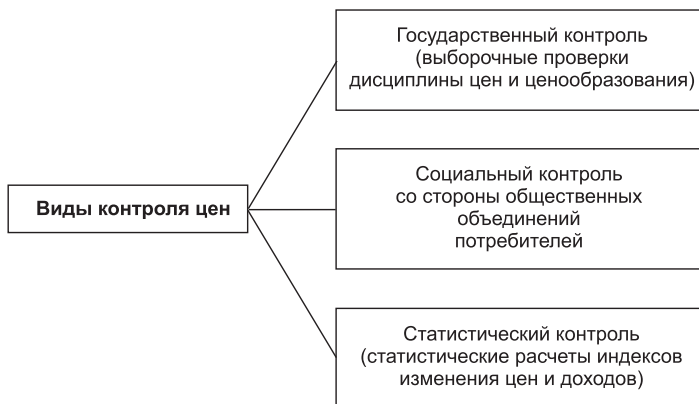 Государственный контроль
(выборочные проверки
дисциплины цен и ценообразования)
Виды контроля цен
Социальный контроль
со стороны общественных
объединений
потребителей
Статистический контроль
(статистические расчеты индексов
изменения цен и доходов)